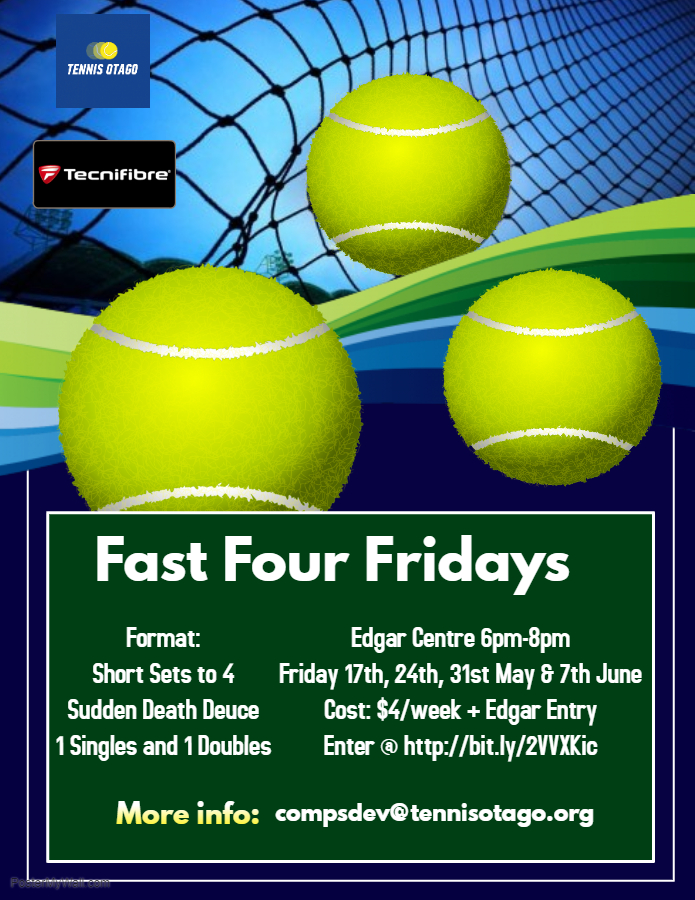 TENNIS OTAGO
Tecnifibre
Fast Four Fridays
Format:
Short Sets to 4
Sudden Death Deuce
1 Singles and 1 Doubles
Edgar Centre 6pm-8pm
Friday 17th, 24th, 31st May & 7th June
Cost: $4/week + Edgar Entry
Enter @ http://bit.ly/2VVXKic
More info: compsdev@tennisotago.org
PosterMyWall.com